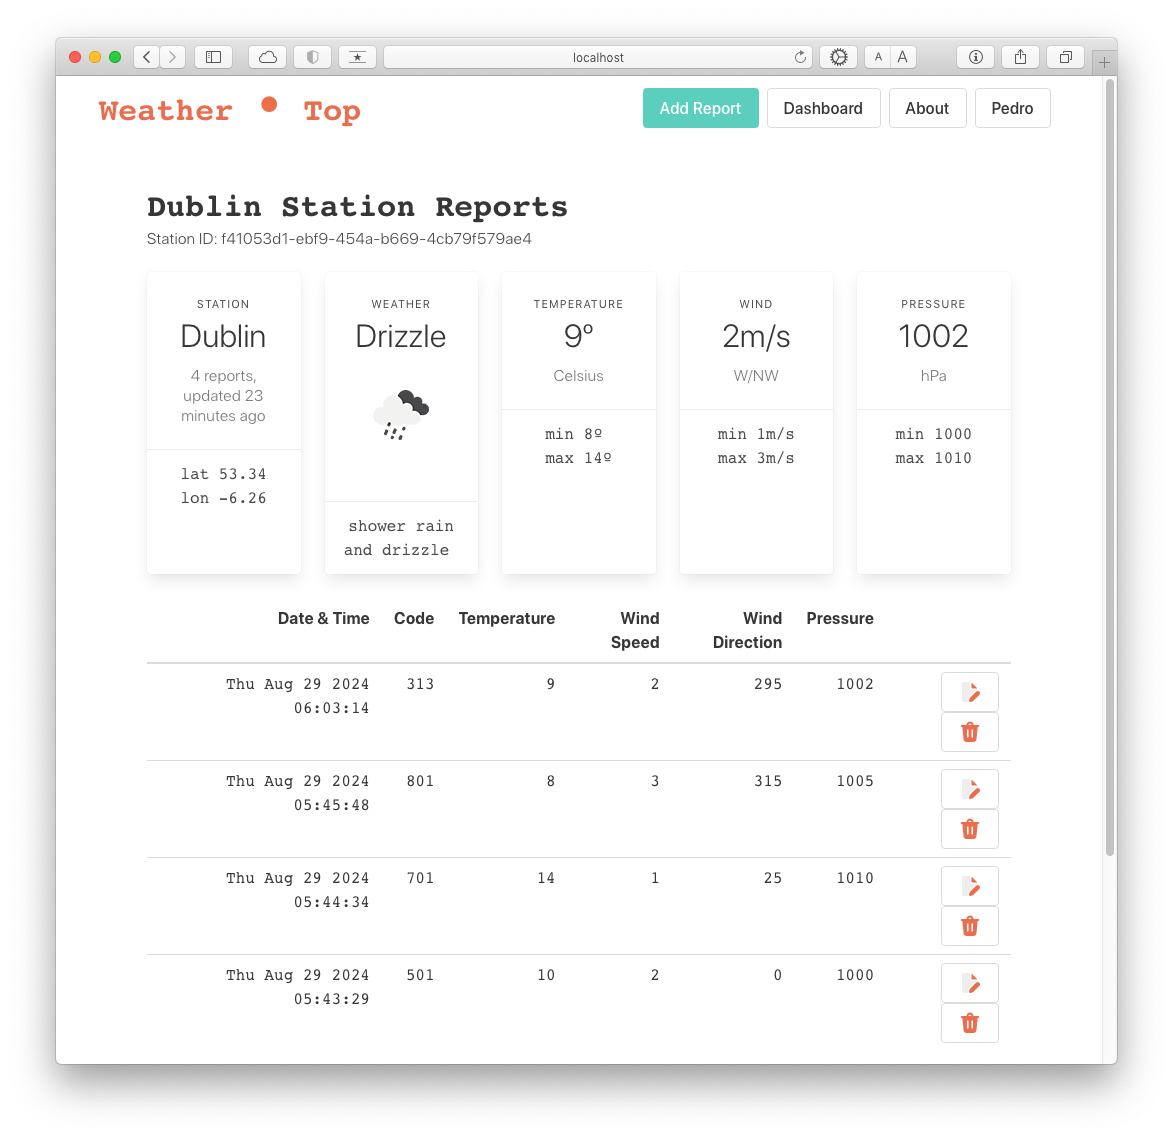 localhost
A A
Weather Top
Add Report Dashboard About Pedro
Dublin Station Reports
Station ID: f41053d1-ebf9-454a-b669-4cb79f579ae4
STATION
Dublin
4 reports,
updated 23
minutes ago
lat 53.34
lon -6.26
WEATHER
Drizzle
shower rain
and drizzle
TEMPERATURE
9°
Celsius
min 8º
max 14º
WIND
2m/s
W/NW
min 1m/s
max 3m/s
PRESSURE
1002
hPa
min 1000
max 1010
Date & Time Code Temperature Wind Speed Wind Direction Pressure
Thu Aug 29 2024 313 9 2 295 1002
06:03:14
Thu Aug 29 2024 801 8 3 315 1005
05:45:48
Thu Aug 29 2024 701 14 1 25 1010
05:44:34
Thu Aug 29 2024 501 10 2 0 1000
05:43:29